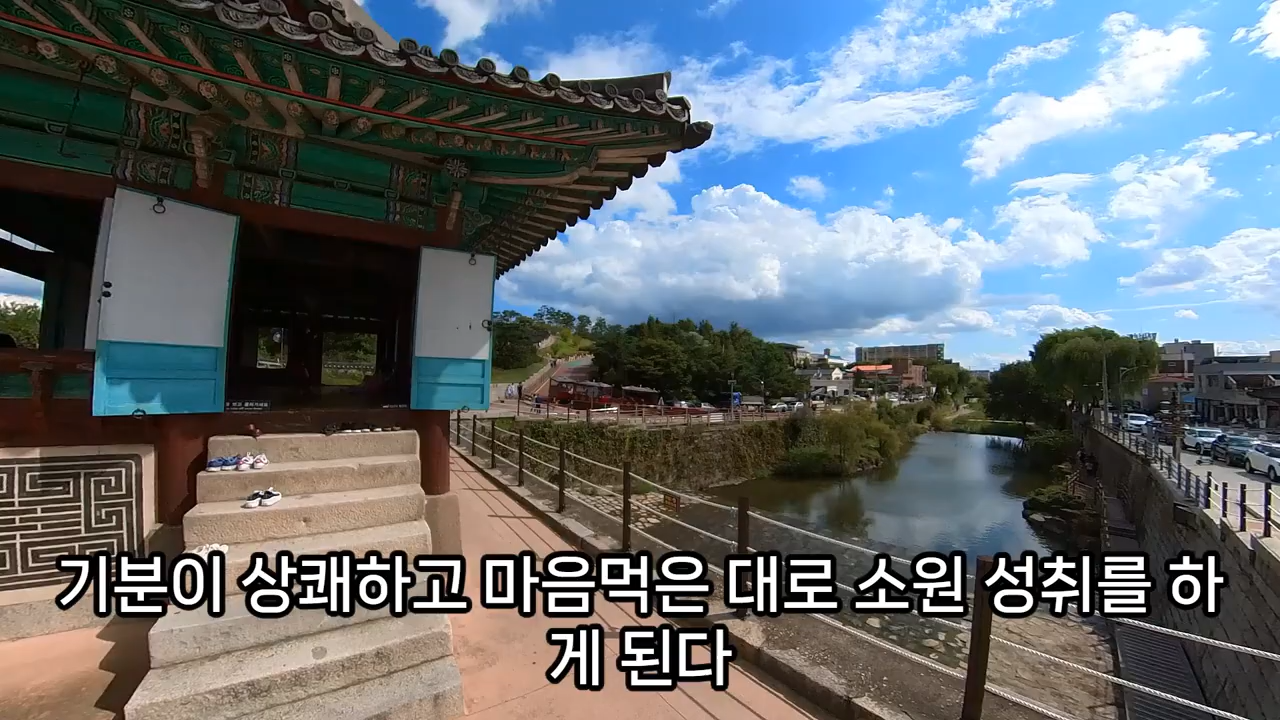 기분이 상쾌하고 마음먹은 대로 소원 성취를 하
게 된다